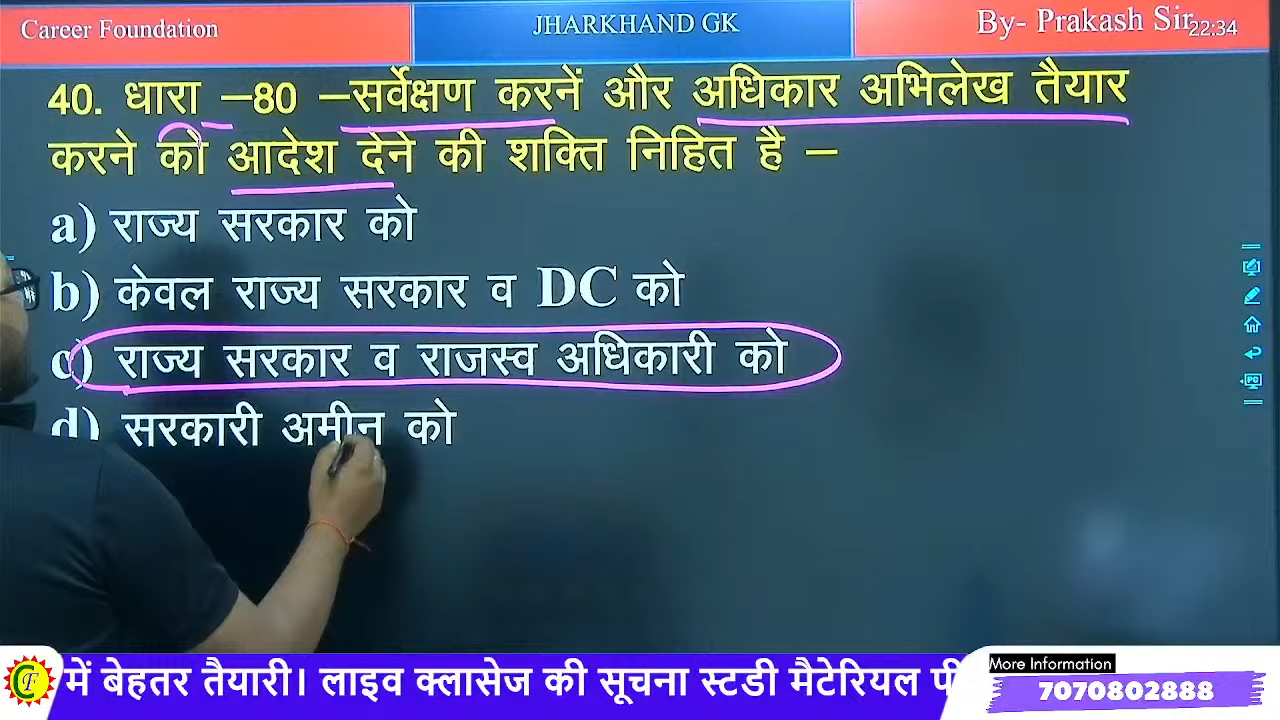 Career Foundation
JHARKHAND GK
By- Prakash Sir
22:34
40. धारा –80 –सर्वेक्षण करनें और अधिकार अभिलेख तैयार
करने को आदेश देने की शक्ति निहित है –
a) राज्य सरकार को
b) केवल राज्य सरकार व DC को
c) राज्य सरकार व राजस्व अधिकारी को
d) सरकारी अमीन को
में बेहतर तैयारी। लाइव क्लासेज की सूचना स्टडी मैटेरियल
More Information
7070802888